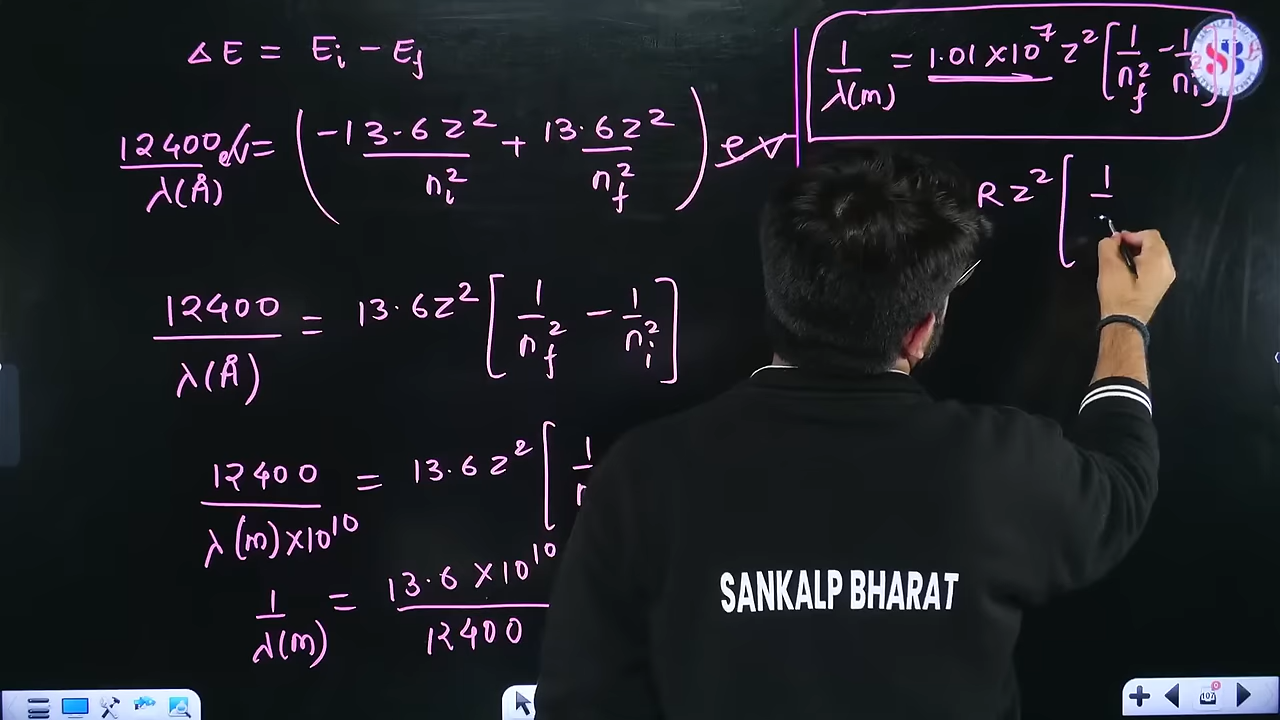 ΔE = Ei - Ef
12400 eV / λ(Å) = (-13.6 z² / ni² + 13.6 z² / nf²) eV
12400 / λ(Å) = 13.6 z² [1 / nf² - 1 / ni²]
12400 / λ(m) × 10¹⁰ = 13.6 z² [1 /
1 / λ(m) = 13.6 × 10¹⁰ / 12400
1 / λ(m) = 1.01 × 10⁷ z² [1 / nf² - 1 / ni²]
R z² [1
SB
SANKALP BHARAT